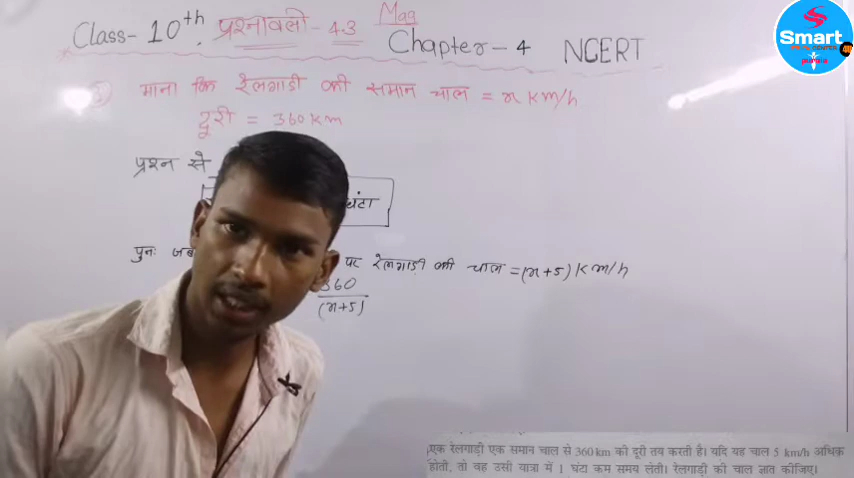 Class- 10th प्रश्नावली - 4.3 Maq
Chapter - 4 NCERT
Smart
माना कि रेलगाडी की समान चाल = x km/h
दूरी = 360 km
प्रश्न से
घंटा
पुनः जब पर रेलगाड़ी की चाल = (x+5) km/h
360
(x+5)
एक रेलगाड़ी एक समान चाल से 360 km की दूरी तय करती है। यदि यह चाल 5 km/h अधिक
होती, तो वह उसी यात्रा में 1 घंटा कम समय लेती। रेलगाड़ी की चाल ज्ञात कीजिए।